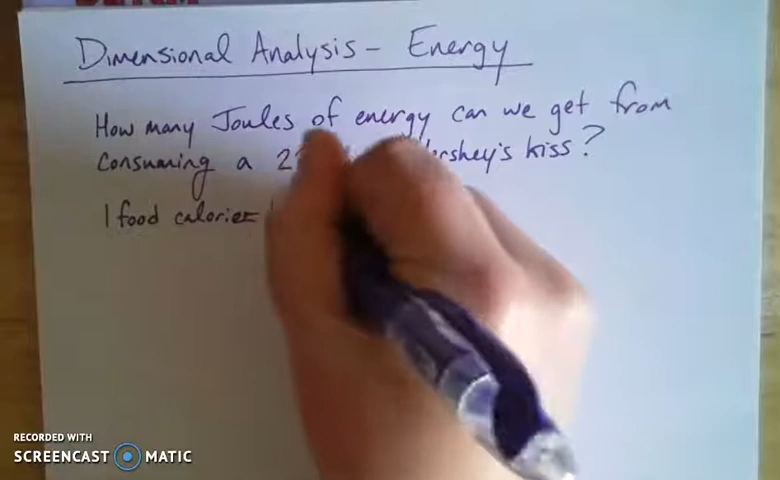 Dimensional Analysis - Energy
How many Joules of energy can we get from
consuming a 2 Hershey's kiss?
1 food calorie=
RECORDED WITH
SCREENCAST MATIC